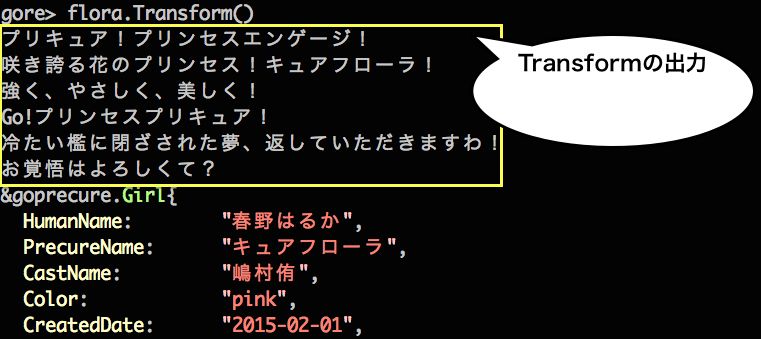 gore> flora.Transform()
プリキュア！プリンセスエンゲージ！
咲き誇る花のプリンセス！キュアフローラ！
強く、やさしく、美しく！
Go!プリンセスプリキュア！
冷たい檻に閉ざされた夢、返していただきますわ！
お覚悟はよろしくて？
Transformの出力
&goprecure.Girl{
HumanName: "春野はるか",
PrecureName: "キュアフローラ",
CastName: "嶋村侑",
Color: "pink",
CreatedDate: "2015-02-01",